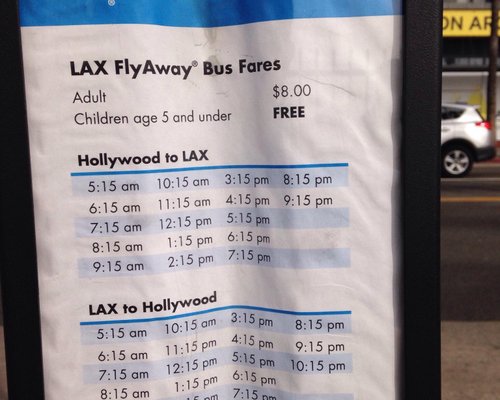 ®
LAX FlyAway® Bus Fares
Adult $8.00
Children age 5 and under FREE
Hollywood to LAX
5:15 am 10:15 am 3:15 pm 8:15 pm
6:15 am 11:15 am 4:15 pm 9:15 pm
7:15 am 12:15 pm 5:15 pm
8:15 am 1:15 pm 6:15 pm
9:15 am 2:15 pm 7:15 pm
LAX to Hollywood
5:15 am 10:15 am 3:15 pm 8:15 pm
6:15 am 11:15 pm 4:15 pm 9:15 pm
7:15 am 12:15 pm 5:15 pm 10:15 pm
8:15 am 1:15 pm 6:15 pm
pm 7:15 pm
ON AR